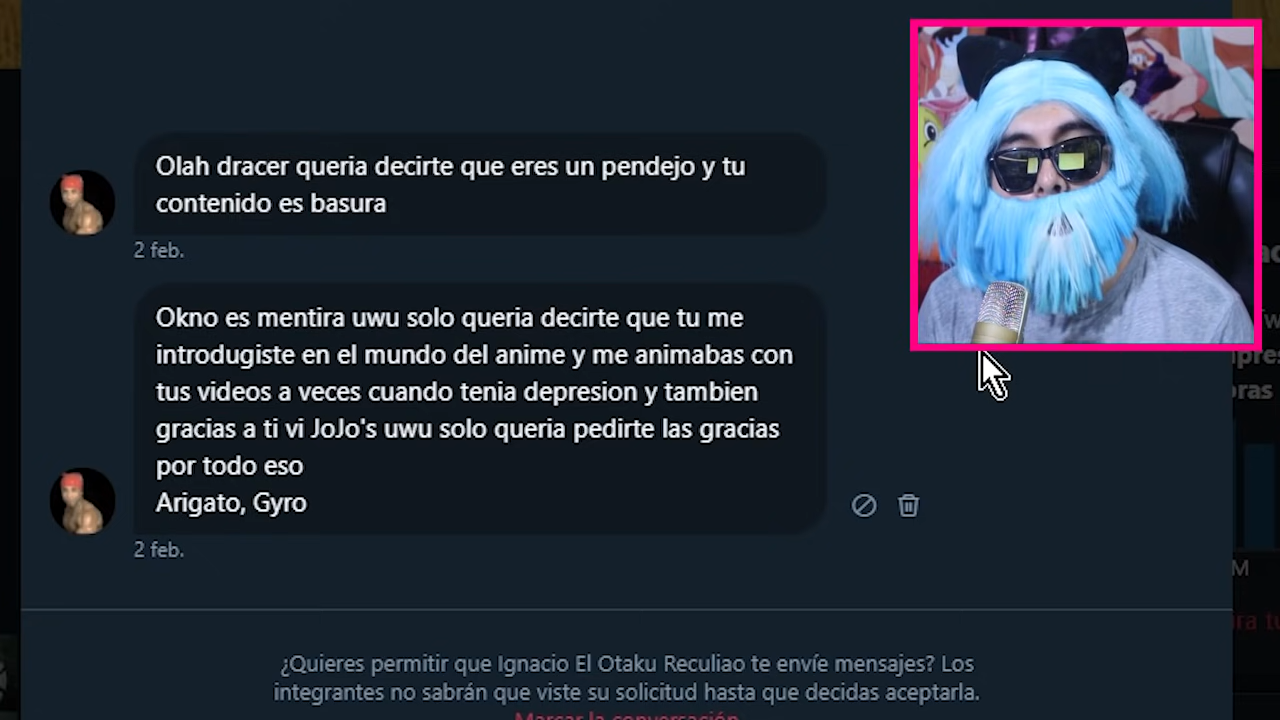 Olah dracer queria decirte que eres un pendejo y tu
contenido es basura
2 feb.
Okno es mentira uwu solo queria decirte que tu me
introdugiste en el mundo del anime y me animabas con
tus videos a veces cuando tenia depresion y tambien
gracias a ti vi JoJo's uwu solo queria pedirte las gracias
por todo eso
Arigato, Gyro
2 feb.
¿Quieres permitir que Ignacio El Otaku Reculiao te envíe mensajes? Los
integrantes no sabrán que viste su solicitud hasta que decidas aceptarla.
Marcar la conversación